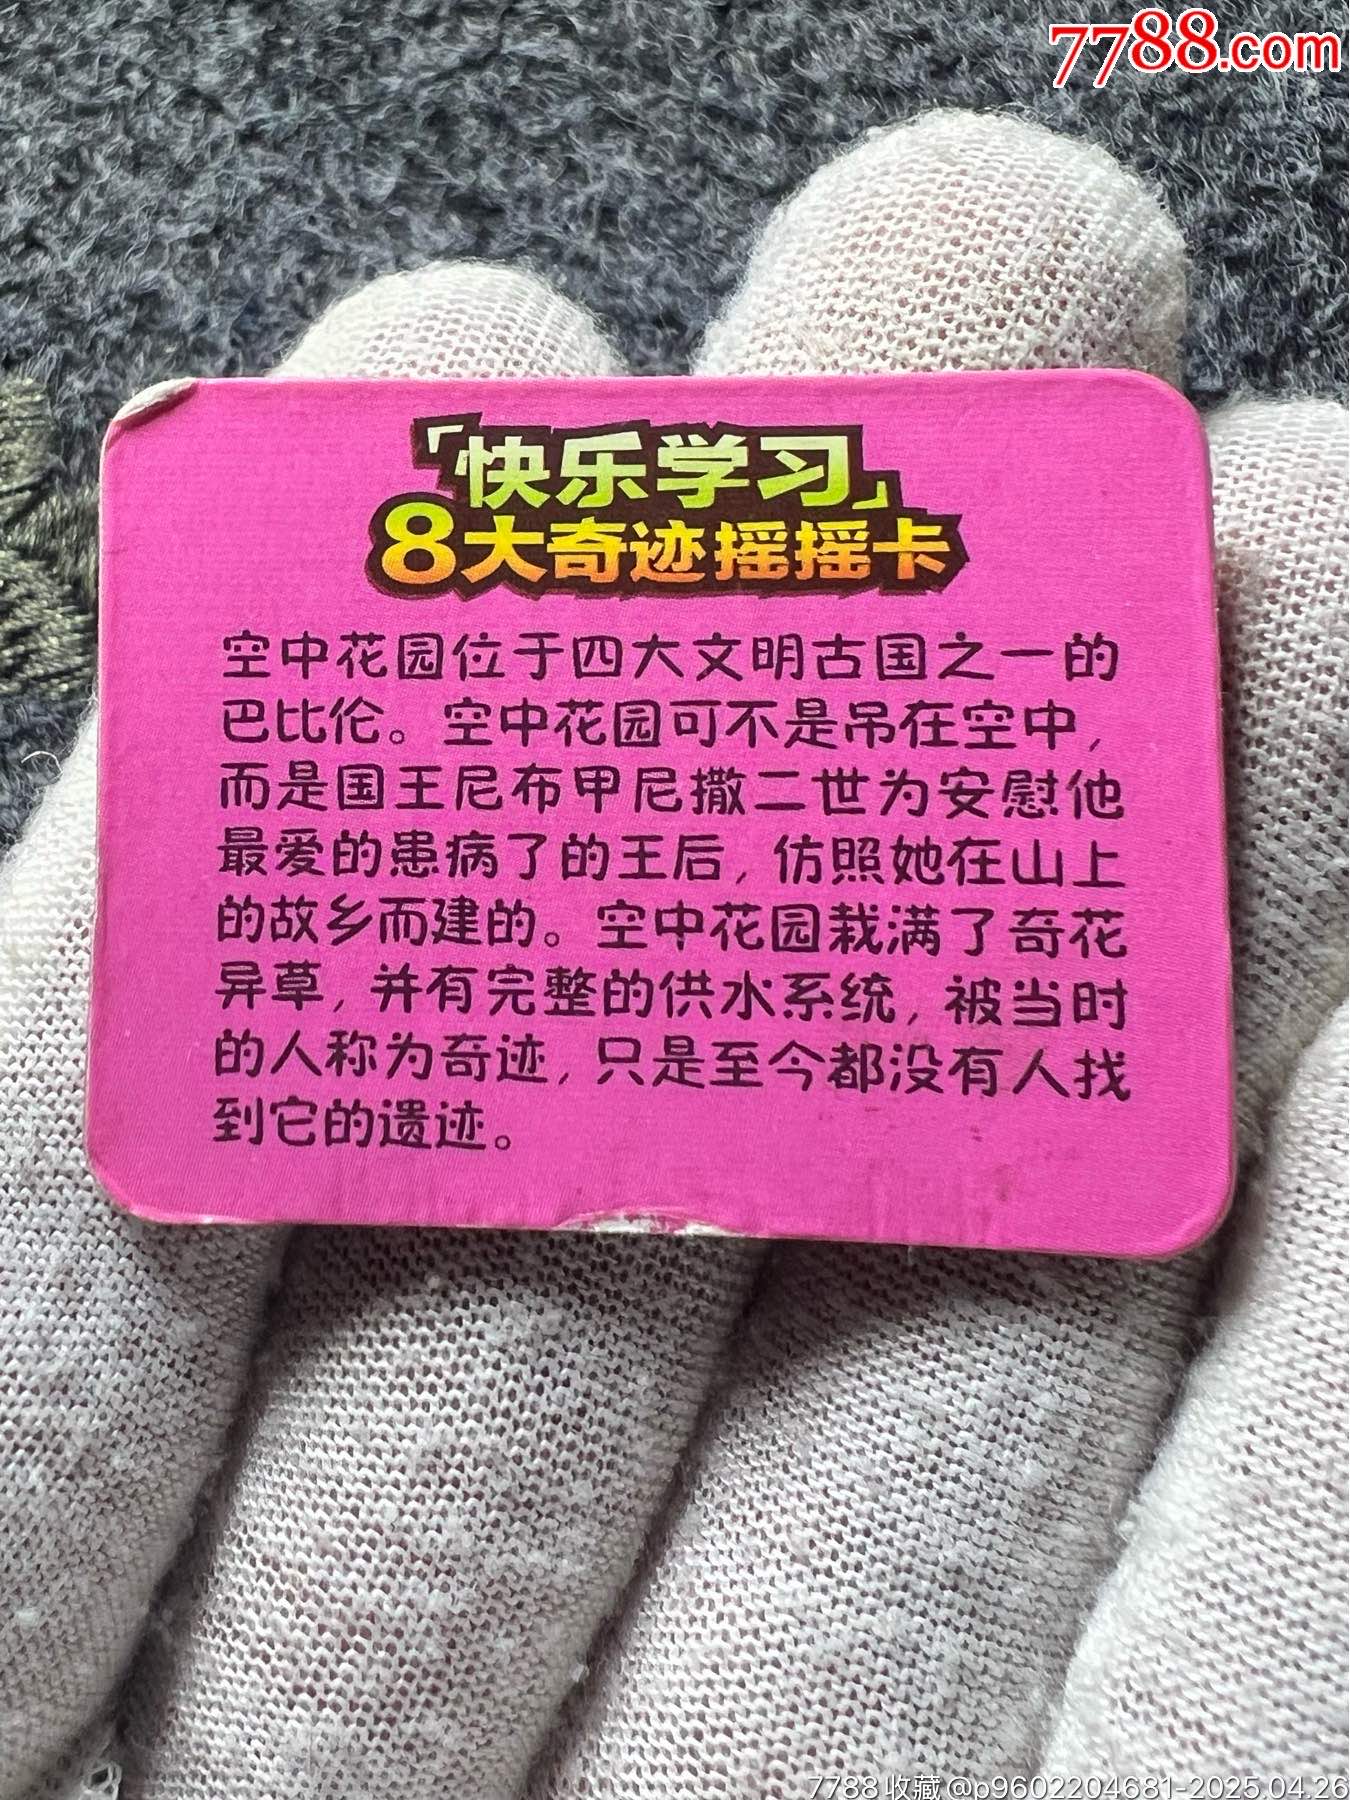 7788.com
「快乐学习」
8大奇迹摇摇卡
空中花园位于四大文明古国之一的
巴比伦。空中花园可不是吊在空中,
而是国王尼布甲尼撒二世为安慰他
最爱的患病了的王后,仿照她在山上
的故乡而建的。空中花园栽满了奇花
异草,并有完整的供水系统,被当时
的人称为奇迹,只是至今都没有人找
到它的遗迹。
7788收藏@p9602204681-2025.04.26